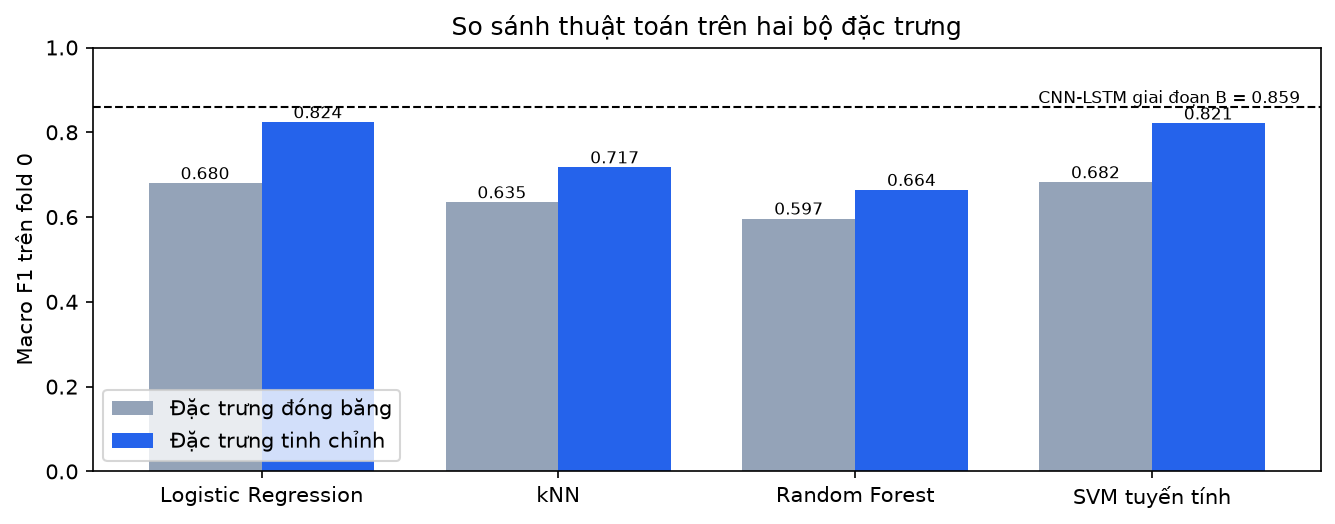 So sánh thuật toán trên hai bộ đặc trưng
Macro F1 trên fold 0
1.0
0.8
0.6
0.4
0.2
0.0
CNN-LSTM giai đoạn B = 0.859
0.680
0.824
0.635
0.717
0.597
0.664
0.682
0.821
Đặc trưng đóng băng
Đặc trưng tinh chỉnh
Logistic Regression
kNN
Random Forest
SVM tuyến tính